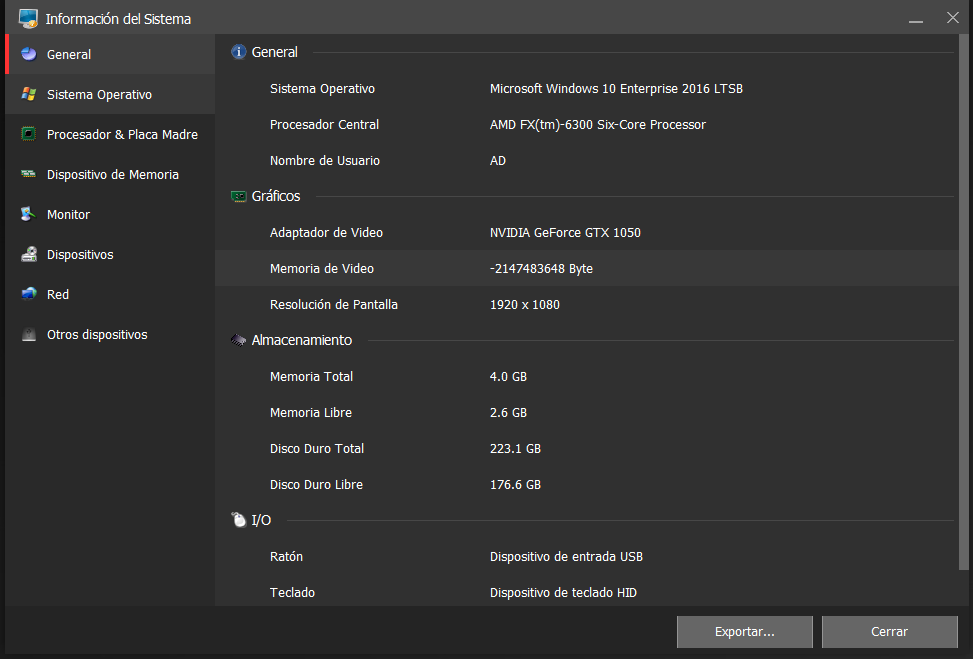 Información del Sistema
General
Sistema Operativo
Procesador & Placa Madre
Dispositivo de Memoria
Monitor
Dispositivos
Red
Otros dispositivos
General
Sistema Operativo Microsoft Windows 10 Enterprise 2016 LTSB
Procesador Central AMD FX(tm)-6300 Six-Core Processor
Nombre de Usuario AD
Gráficos
Adaptador de Video NVIDIA GeForce GTX 1050
Memoria de Video -2147483648 Byte
Resolución de Pantalla 1920 x 1080
Almacenamiento
Memoria Total 4.0 GB
Memoria Libre 2.6 GB
Disco Duro Total 223.1 GB
Disco Duro Libre 176.6 GB
I/O
Ratón Dispositivo de entrada USB
Teclado Dispositivo de teclado HID
Exportar... Cerrar